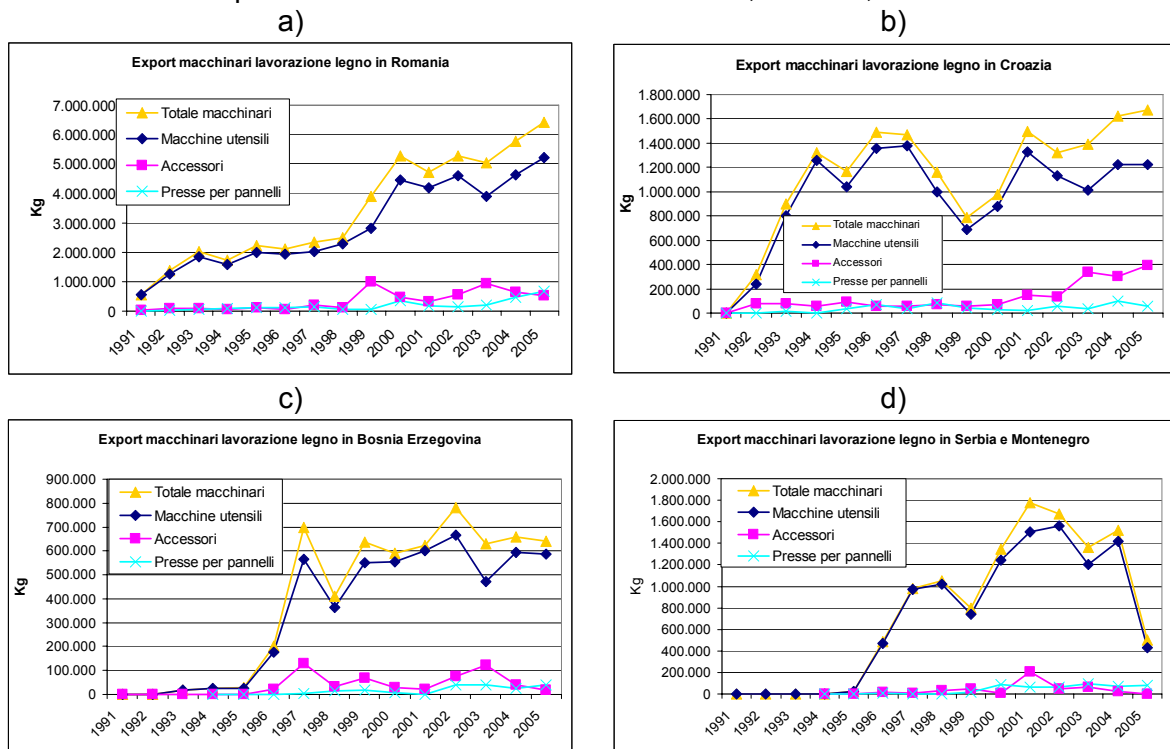 a)
Export macchinari lavorazione legno in Romania
7.000.000
6.000.000
5.000.000
4.000.000
3.000.000
2.000.000
1.000.000
0
Kg
Totale macchinari
Macchine utensili
Accessori
Presse per pannelli
1991 1992 1993 1994 1995 1996 1997 1998 1999 2000 2001 2002 2003 2004 2005
b)
Export macchinari lavorazione legno in Croazia
1.800.000
1.600.000
1.400.000
1.200.000
1.000.000
800.000
600.000
400.000
200.000
0
Kg
Totale macchinari
Macchine utensili
Accessori
Presse per pannelli
1991 1992 1993 1994 1995 1996 1997 1998 1999 2000 2001 2002 2003 2004 2005
c)
Export macchinari lavorazione legno in Bosnia Erzegovina
900.000
800.000
700.000
600.000
500.000
400.000
300.000
200.000
100.000
0
Kg
Totale macchinari
Macchine utensili
Accessori
Presse per pannelli
1991 1992 1993 1994 1995 1996 1997 1998 1999 2000 2001 2002 2003 2004 2005
d)
Export macchinari lavorazione legno in Serbia e Montenegro
2.000.000
1.800.000
1.600.000
1.400.000
1.200.000
1.000.000
800.000
600.000
400.000
200.000
0
Kg
Totale macchinari
Macchine utensili
Accessori
Presse per pannelli
1991 1992 1993 1994 1995 1996 1997 1998 1999 2000 2001 2002 2003 2004 2005